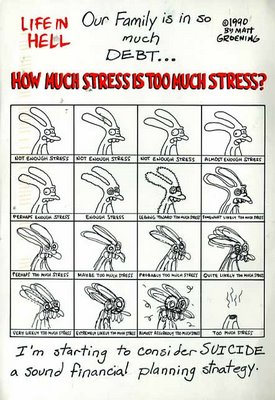 LIFE IN
HELL
Our Family is in so
much
DEBT...
©1990
BY MATT
GROENING
HOW MUCH STRESS IS TOO MUCH STRESS?
NOT ENOUGH STRESS
NOT ENOUGH STRESS
NOT ENOUGH STRESS
ALMOST ENOUGH STRESS
PERHAPS ENOUGH STRESS
ENOUGH STRESS
LEANING TOWARD TOO MUCH STRESS
SOMEWHAT LIKELY TOO MUCH STRESS
PERHAPS TOO MUCH STRESS
MAYBE TOO MUCH STRESS
PROBABLY TOO MUCH STRESS
QUITE LIKELY TOO MUCH STRESS
VERY LIKELY TOO MUCH STRESS
EXTREMELY LIKELY TOO MUCH STRESS
ALMOST ASSUREDLY TOO MUCH STRESS
TOO MUCH STRESS
I'm starting to consider SUICIDE
a sound financial planning strategy.